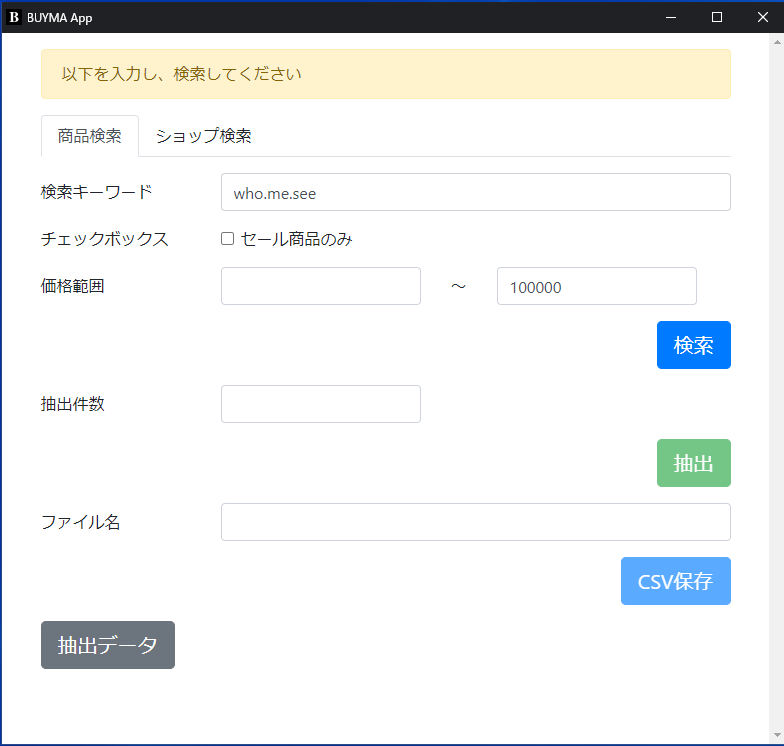 B BUYMA App
以下を入力し、検索してください
商品検索 ショップ検索
検索キーワード who.me.see
チェックボックス セール商品のみ
価格範囲 ～ 100000
検索
抽出件数
抽出
ファイル名
CSV保存
抽出データ